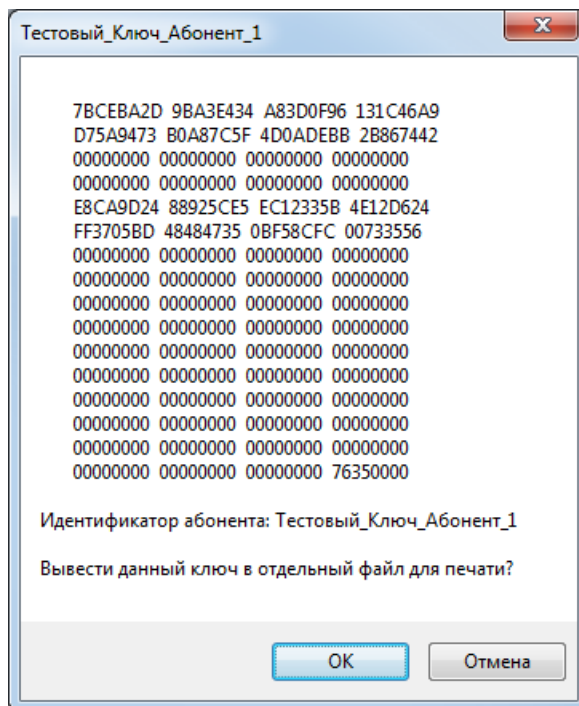 Тестовый_Ключ_Абонент_1
7BCEBA2D 9BA3E434 A83D0F96 131C46A9
D75A9473 B0A87C5F 4D0ADEBB 2B867442
00000000 00000000 00000000 00000000
00000000 00000000 00000000 00000000
E8CA9D24 88925CE5 EC12335B 4E12D624
FF3705BD 48484735 0BF58CFC 00733556
00000000 00000000 00000000 00000000
00000000 00000000 00000000 00000000
00000000 00000000 00000000 00000000
00000000 00000000 00000000 00000000
00000000 00000000 00000000 00000000
00000000 00000000 00000000 00000000
00000000 00000000 00000000 00000000
00000000 00000000 00000000 00000000
00000000 00000000 00000000 00000000
00000000 00000000 00000000 76350000
Идентификатор абонента: Тестовый_Ключ_Абонент_1
Вывести данный ключ в отдельный файл для печати?
ОК Отмена